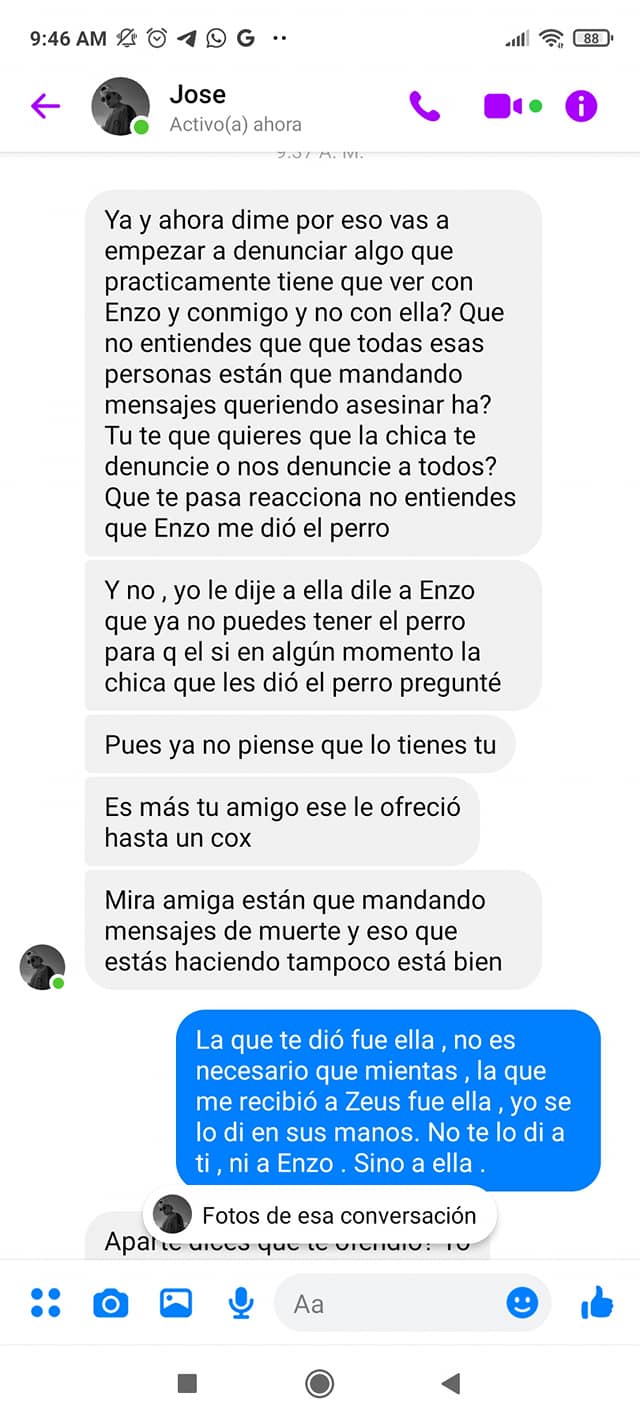 9:46 AM G
88
Jose
Activo(a) ahora
9:37 A. M.
Ya y ahora dime por eso vas a
empezar a denunciar algo que
practicamente tiene que ver con
Enzo y conmigo y no con ella? Que
no entiendes que que todas esas
personas están que mandando
mensajes queriendo asesinar ha?
Tu te que quieres que la chica te
denuncie o nos denuncie a todos?
Que te pasa reacciona no entiendes
que Enzo me dió el perro
Y no , yo le dije a ella dile a Enzo
que ya no puedes tener el perro
para q el si en algún momento la
chica que les dió el perro pregunté
Pues ya no piense que lo tienes tu
Es más tu amigo ese le ofreció
hasta un cox
Mira amiga están que mandando
mensajes de muerte y eso que
estás haciendo tampoco está bien
La que te dió fue ella , no es
necesario que mientas , la que
me recibió a Zeus fue ella , yo se
lo di en sus manos. No te lo di a
ti , ni a Enzo . Sino a ella .
Fotos de esa conversación
Aparte dices que te ofendió? Yo
Aa